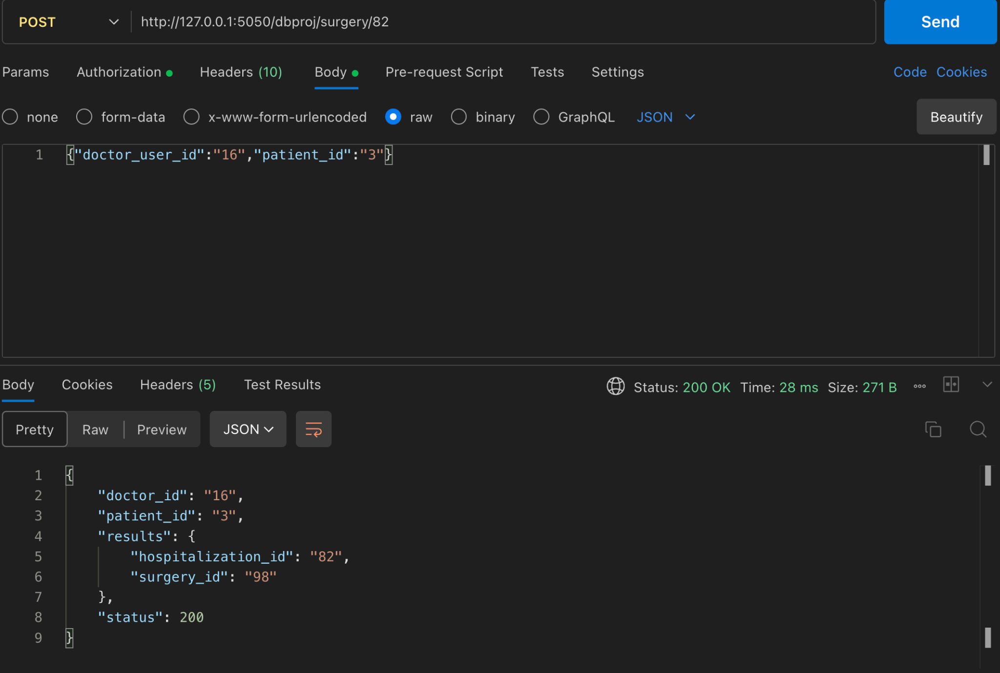 POST http://127.0.0.1:5050/dbproj/surgery/82 Send
Params Authorization Headers (10) Body Pre-request Script Tests Settings Code Cookies
none form-data x-www-form-urlencoded raw binary GraphQL JSON Beautify
1 {"doctor_user_id":"16","patient_id":"3"}
Body Cookies Headers (5) Test Results Status: 200 OK Time: 28 ms Size: 271 B
Pretty Raw Preview JSON
1 {
2 "doctor_id": "16",
3 "patient_id": "3",
4 "results": {
5 "hospitalization_id": "82",
6 "surgery_id": "98"
7 },
8 "status": 200
9 }